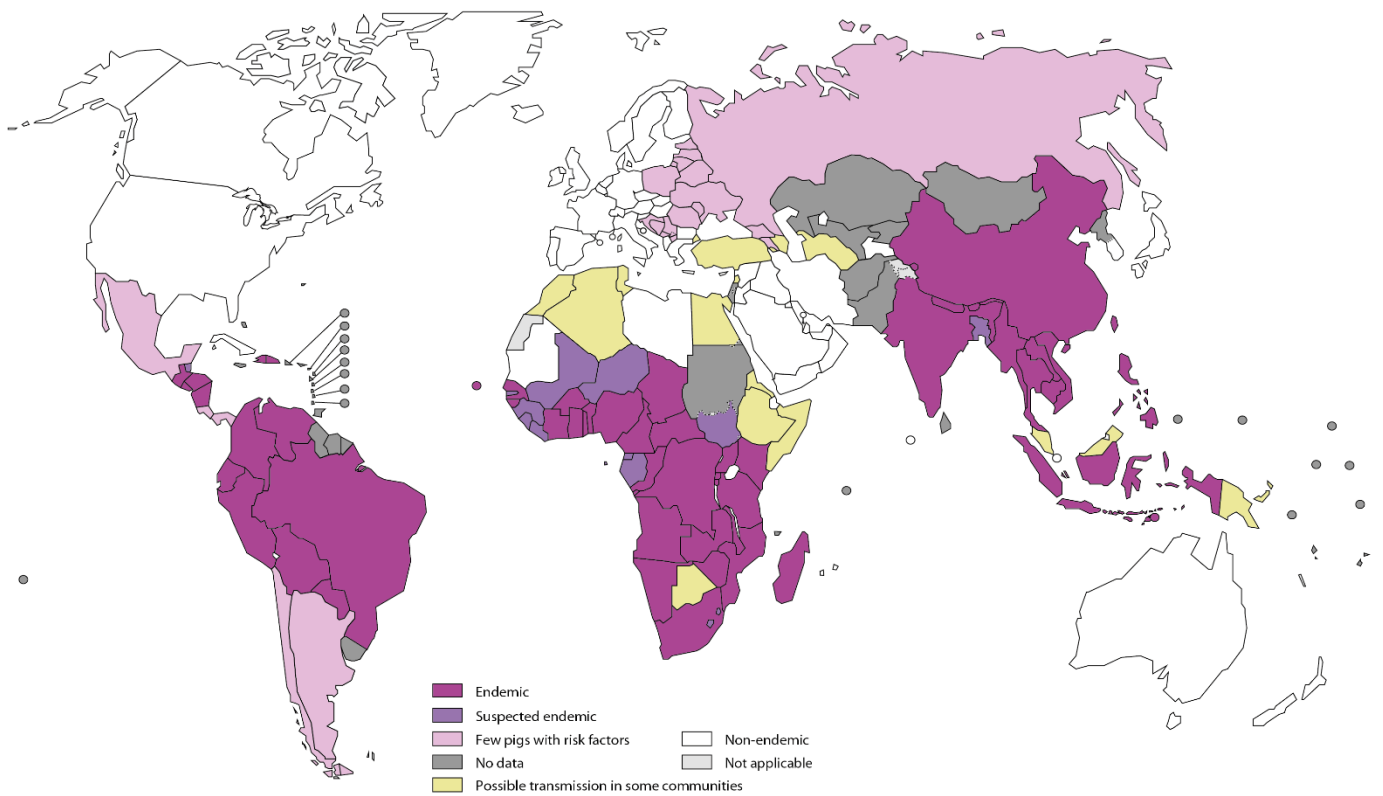 Endemic
Suspected endemic
Few pigs with risk factors
No data
Possible transmission in some communities
Non-endemic
Not applicable